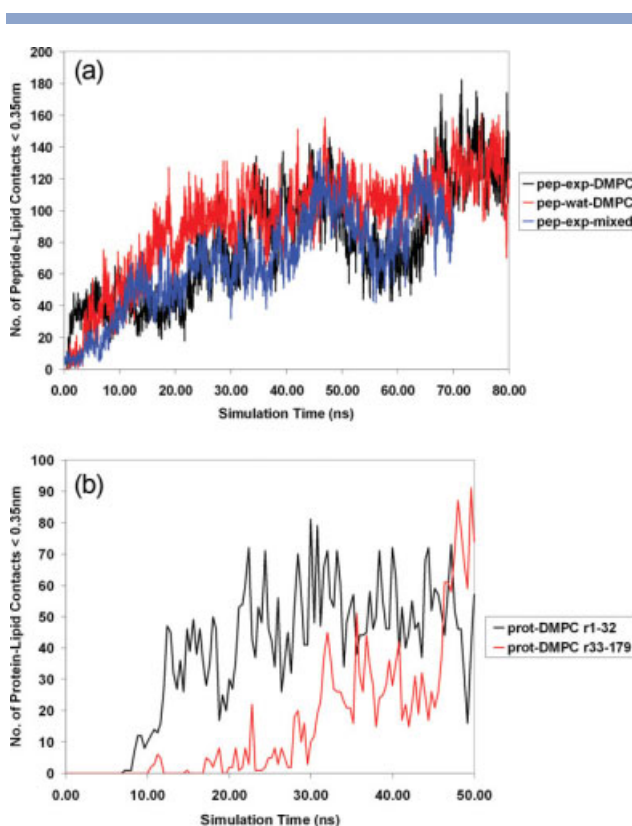 (a)
No. of Peptide-Lipid Contacts < 0.35nm
200
180
160
140
120
100
80
60
40
20
0
0.00 10.00 20.00 30.00 40.00 50.00 60.00 70.00 80.00
Simulation Time (ns)
pep-exp-DMPC
pep-wat-DMPC
pep-exp-mixed
(b)
No. of Protein-Lipid Contacts < 0.35nm
100
90
80
70
60
50
40
30
20
10
0
0.00 10.00 20.00 30.00 40.00 50.00
Simulation Time (ns)
prot-DMPC r1-32
prot-DMPC r33-179